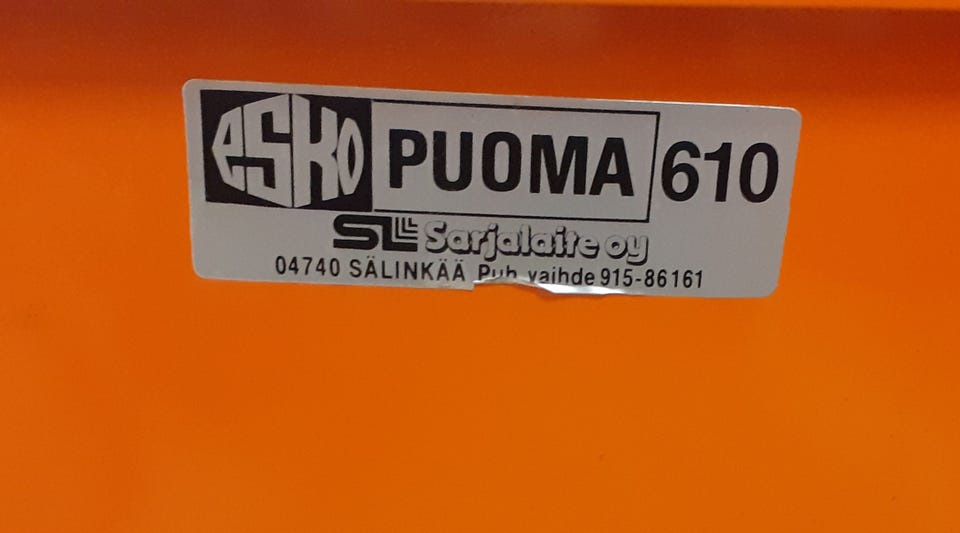 esko PUOMA 610
SL Sarjalaite oy
04740 SÄLINKÄÄ Puh. vaihde 915-86161